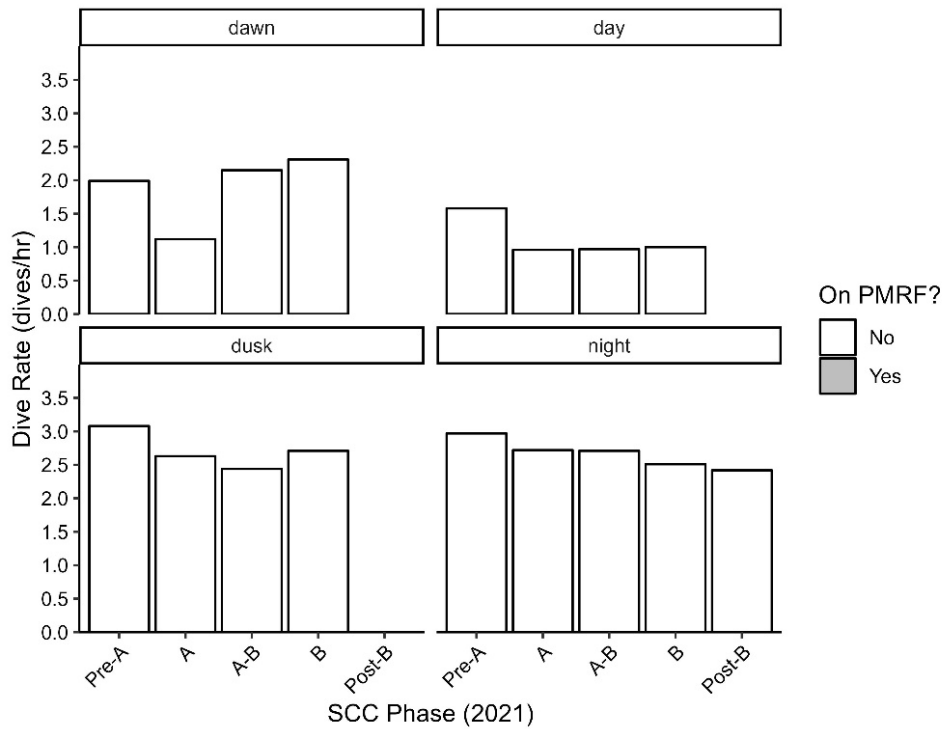 dawn
day
3.5
3.0
2.5
2.0
1.5
1.0
0.5
0.0
dusk
night
3.5
3.0
2.5
2.0
1.5
1.0
0.5
0.0
Dive Rate (dives/hr)
Pre-A
A
A-B
B
Post-B
Pre-A
A
A-B
B
Post-B
SCC Phase (2021)
On PMRF?
No
Yes